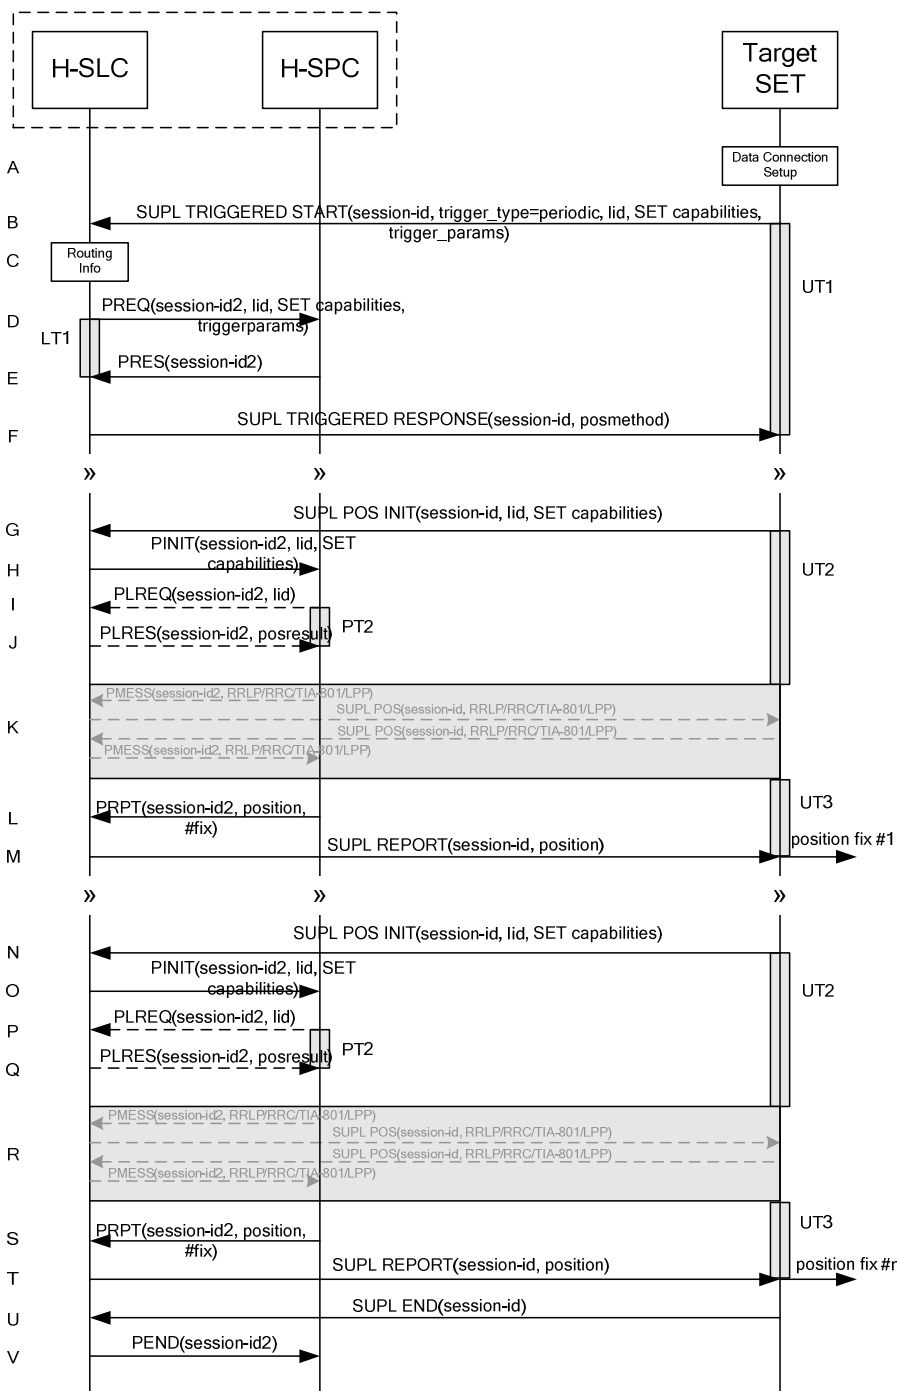 H-SLC
H-SPC
Target
SET
A
Data Connection
Setup
B
SUPL TRIGGERED START(session-id, trigger_type=periodic, lid, SET capabilities,
trigger_params)
C
Routing
Info
UT1
D
PREQ(session-id2, lid, SET capabilities,
triggerparams)
LT1
E
PRES(session-id2)
F
SUPL TRIGGERED RESPONSE(session-id, posmethod)
» » »
G
SUPL POS INIT(session-id, lid, SET capabilities)
H
PINIT(session-id2, lid, SET
capabilities)
UT2
I
PLREQ(session-id2, lid)
PT2
J
PLRES(session-id2, posresult)
PMESS(session-id2, RRLP/RRC/TIA-801/LPP)
SUPL POS(session-id, RRLP/RRC/TIA-801/LPP)
K
SUPL POS(session-id, RRLP/RRC/TIA-801/LPP)
PMESS(session-id2, RRLP/RRC/TIA-801/LPP)
UT3
L
PRPT(session-id2, position,
#fix)
M
SUPL REPORT(session-id, position)
position fix #1
» » »
N
SUPL POS INIT(session-id, lid, SET capabilities)
O
PINIT(session-id2, lid, SET
capabilities)
UT2
P
PLREQ(session-id2, lid)
PT2
Q
PLRES(session-id2, posresult)
PMESS(session-id2, RRLP/RRC/TIA-801/LPP)
SUPL POS(session-id, RRLP/RRC/TIA-801/LPP)
R
SUPL POS(session-id, RRLP/RRC/TIA-801/LPP)
PMESS(session-id2, RRLP/RRC/TIA-801/LPP)
UT3
S
PRPT(session-id2, position,
#fix)
T
SUPL REPORT(session-id, position)
position fix #n
U
SUPL END(session-id)
V
PEND(session-id2)